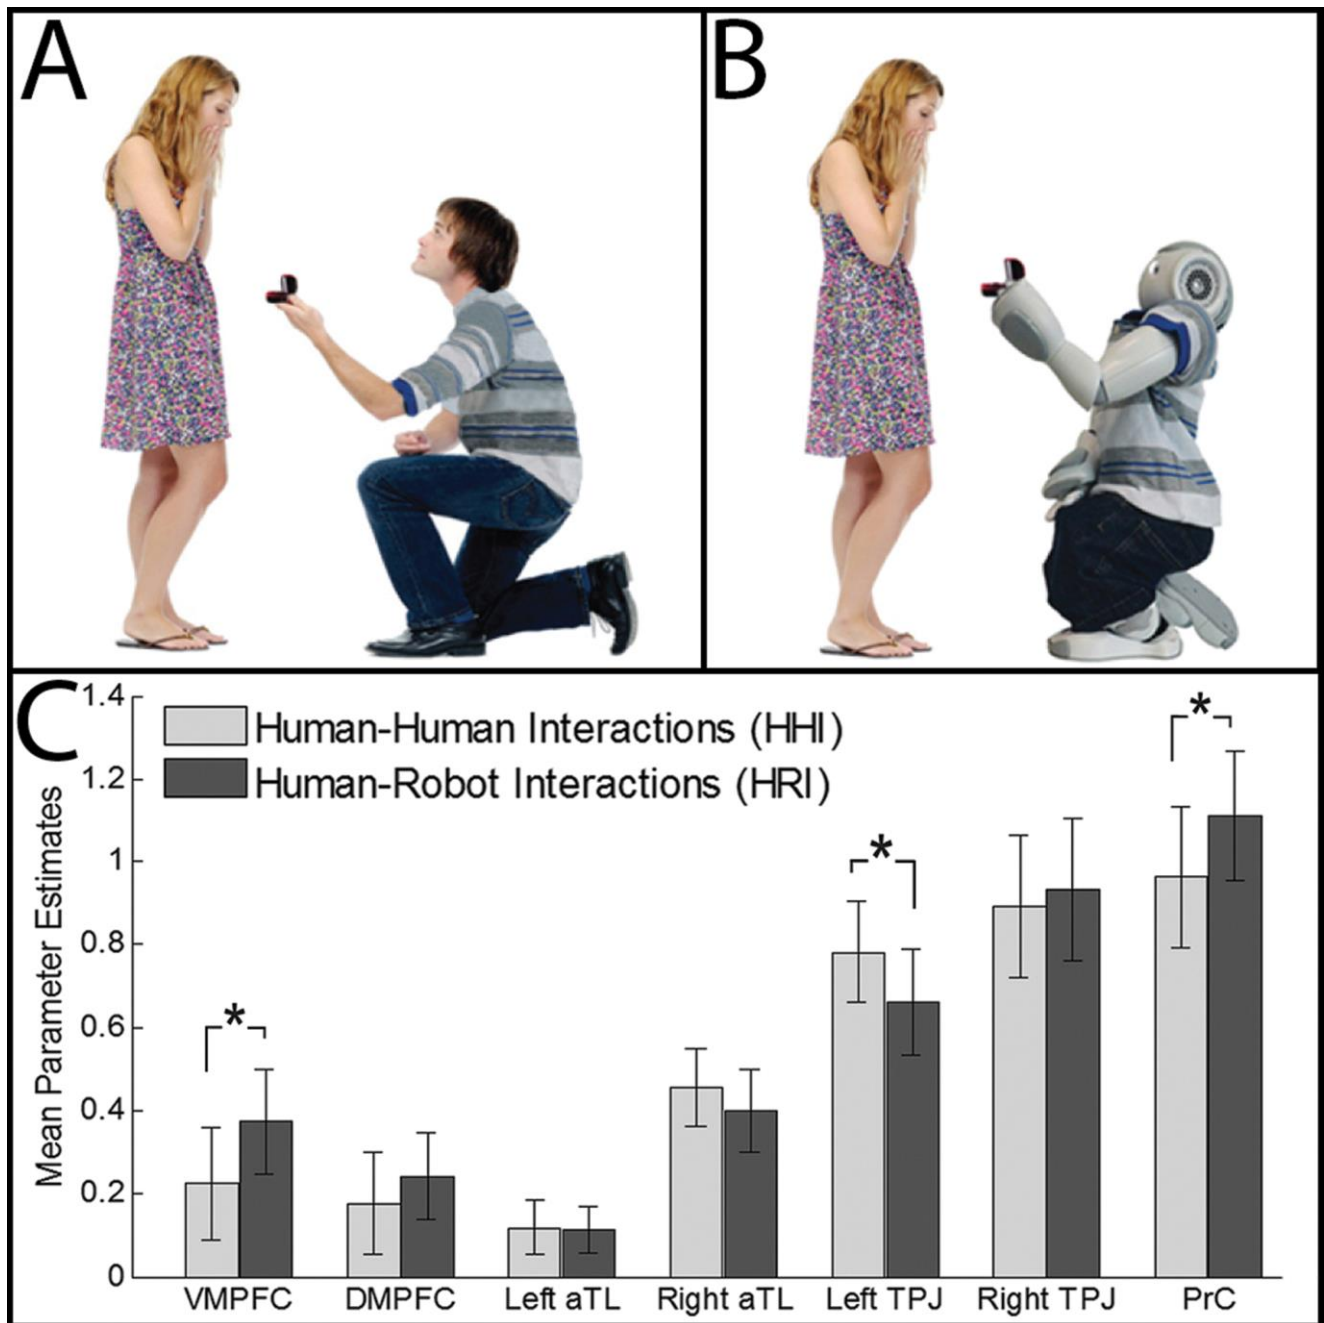 A
B
C
1.4
1.2
1
0.8
0.6
0.4
0.2
0
Mean Parameter Estimates
Human-Human Interactions (HHI)
Human-Robot Interactions (HRI)
*
*
*
VMPFC DMPFC Left aTL Right aTL Left TPJ Right TPJ PrC